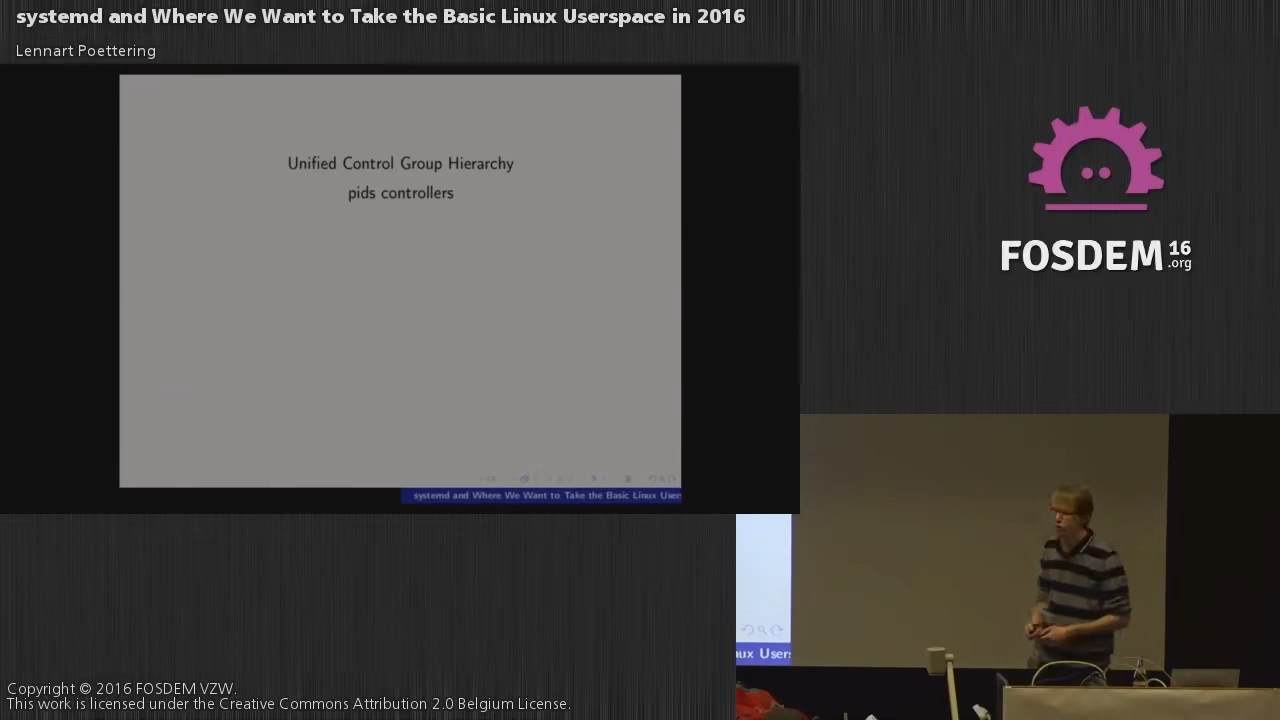 systemd and Where We Want to Take the Basic Linux Userspace in 2016
Lennart Poettering
Unified Control Group Hierarchy
pids controllers
systemd and Where We Want to Take the Basic Linux User
FOSDEM 16
.org
nux Users
Copyright © 2016 FOSDEM VZW.
This work is licensed under the Creative Commons Attribution 2.0 Belgium License.